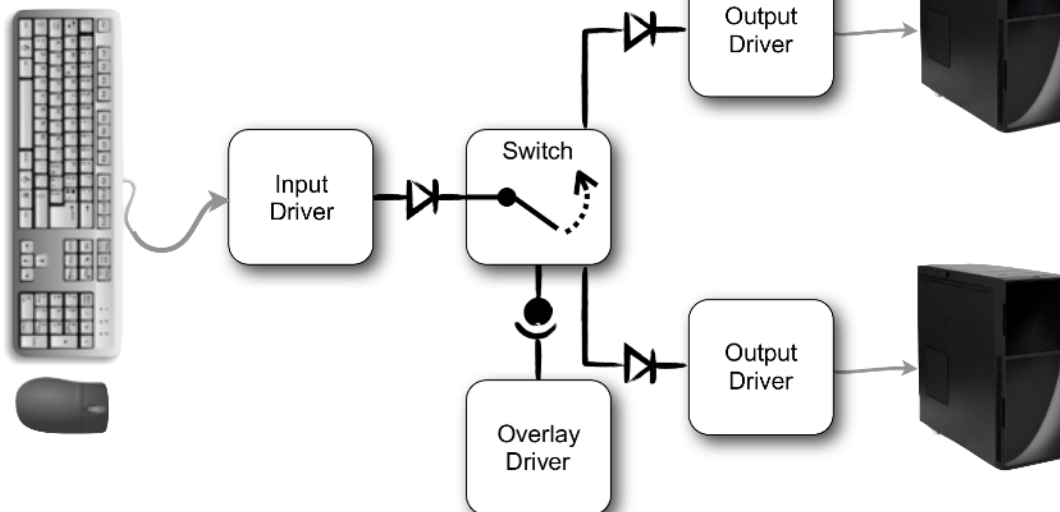 Output
Driver
Switch
Input
Driver
Output
Driver
Overlay
Driver